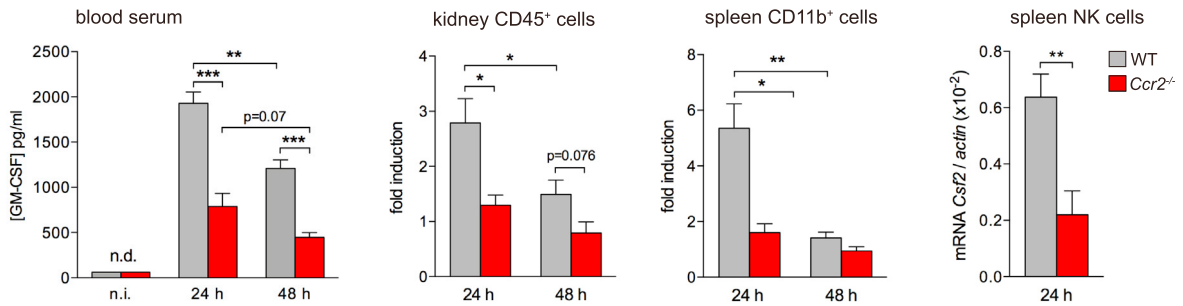 blood serum
[GM-CSF] pg/ml
2500
2000
1500
1000
500
0
**
***
p=0.07
***
n.d.
n.i.
24 h
48 h
kidney CD45⁺ cells
fold induction
4
3
2
1
0
*
*
p=0.076
24 h
48 h
spleen CD11b⁺ cells
fold induction
8
6
4
2
0
**
*
24 h
48 h
spleen NK cells
mRNA Csf2 / actin (x10⁻²)
0.8
0.6
0.4
0.2
0.0
**
24 h
WT
Ccr2⁻/⁻